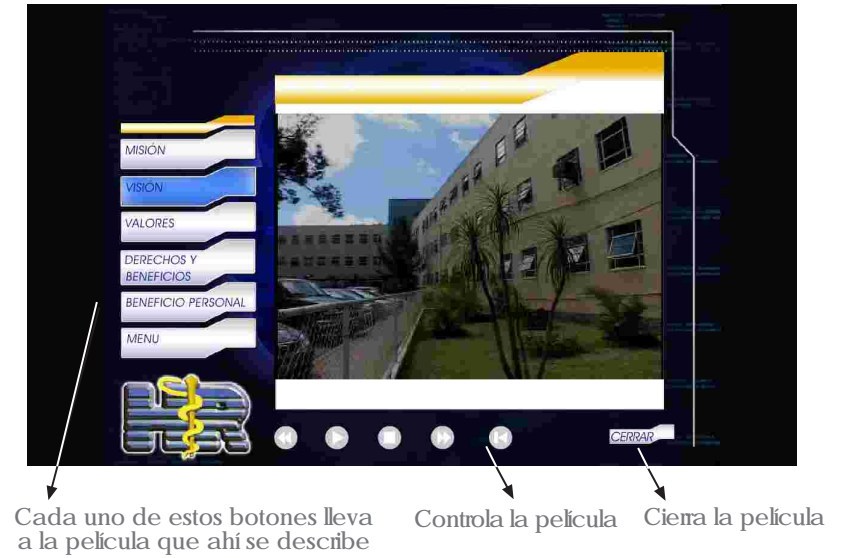 MISIÓN
VISIÓN
VALORES
DERECHOS Y
BENEFICIOS
BENEFICIO PERSONAL
MENU
HR
CERRAR
Cada uno de estos botones lleva
a la película que ahí se describe
Controla la película
Cierra la película